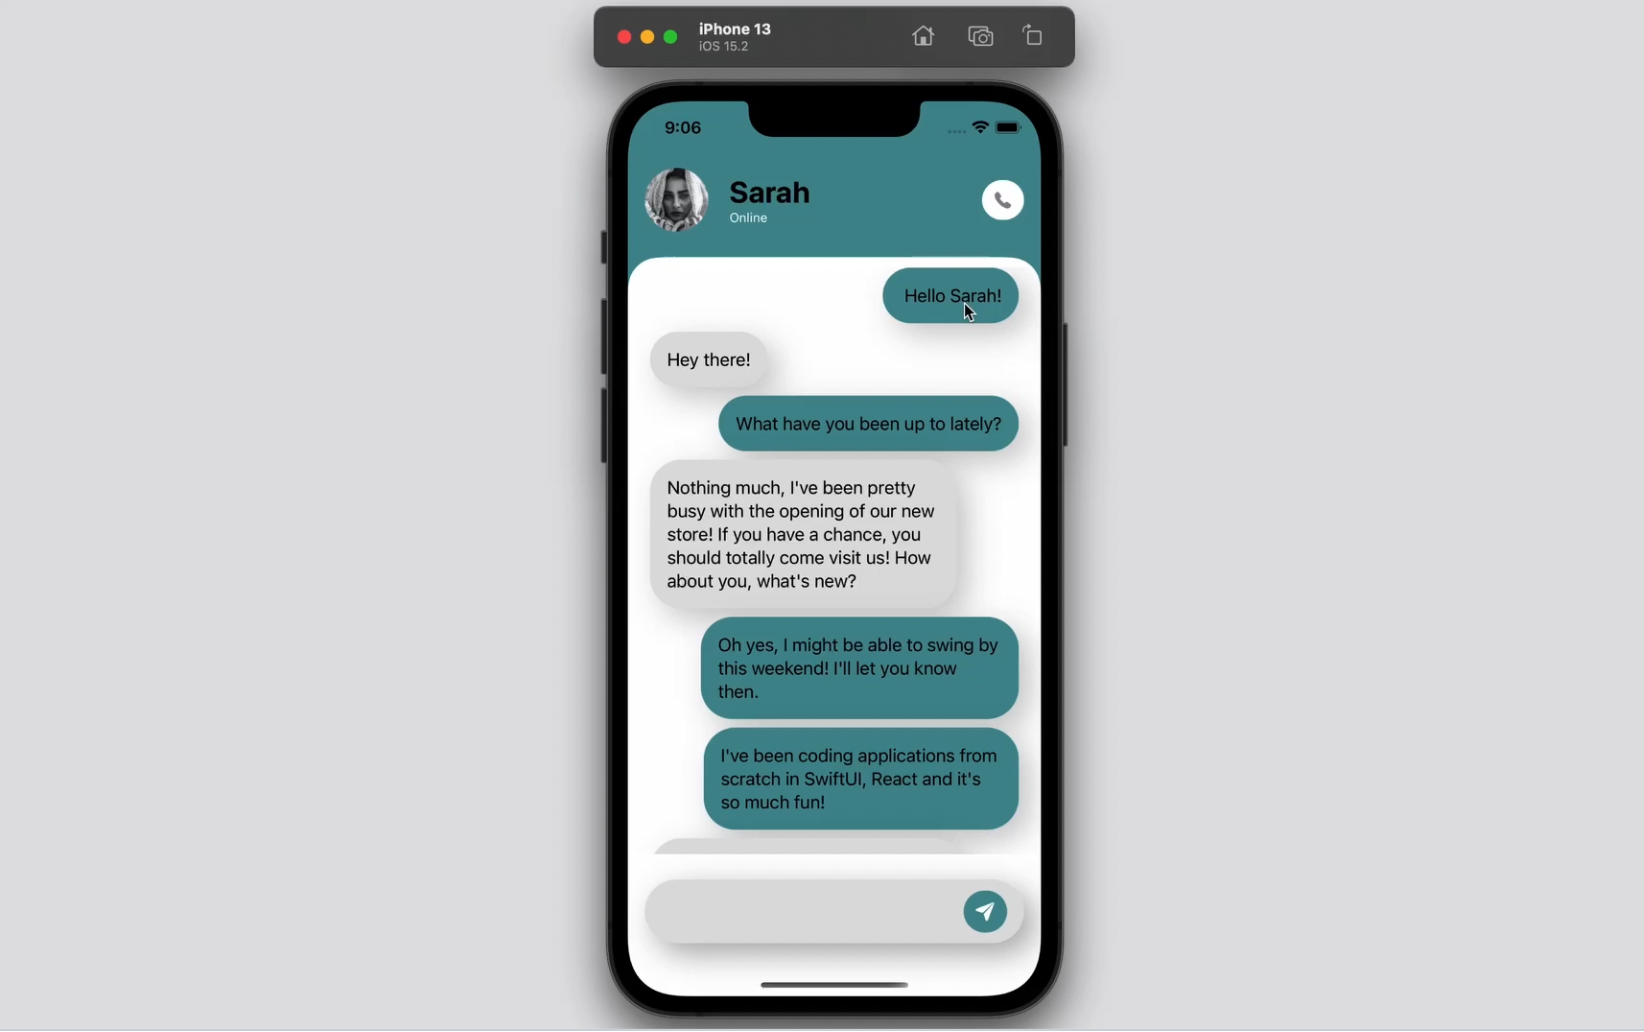 iPhone 13
iOS 15.2
9:06
Sarah
Online
Hello Sarah!
Hey there!
What have you been up to lately?
Nothing much, I've been pretty
busy with the opening of our new
store! If you have a chance, you
should totally come visit us! How
about you, what's new?
Oh yes, I might be able to swing by
this weekend! I'll let you know
then.
I've been coding applications from
scratch in SwiftUI, React and it's
so much fun!